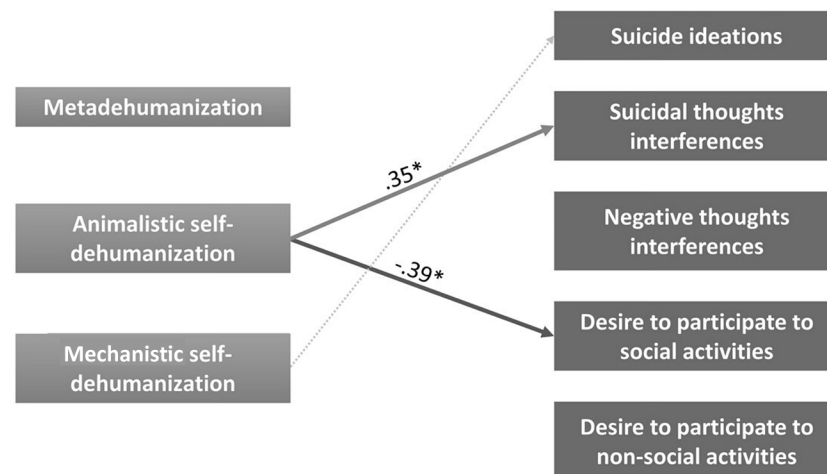 Metadehumanization
Animalistic self-
dehumanization
Mechanistic self-
dehumanization
.35*
-.39*
Suicide ideations
Suicidal thoughts
interferences
Negative thoughts
interferences
Desire to participate to
social activities
Desire to participate to
non-social activities